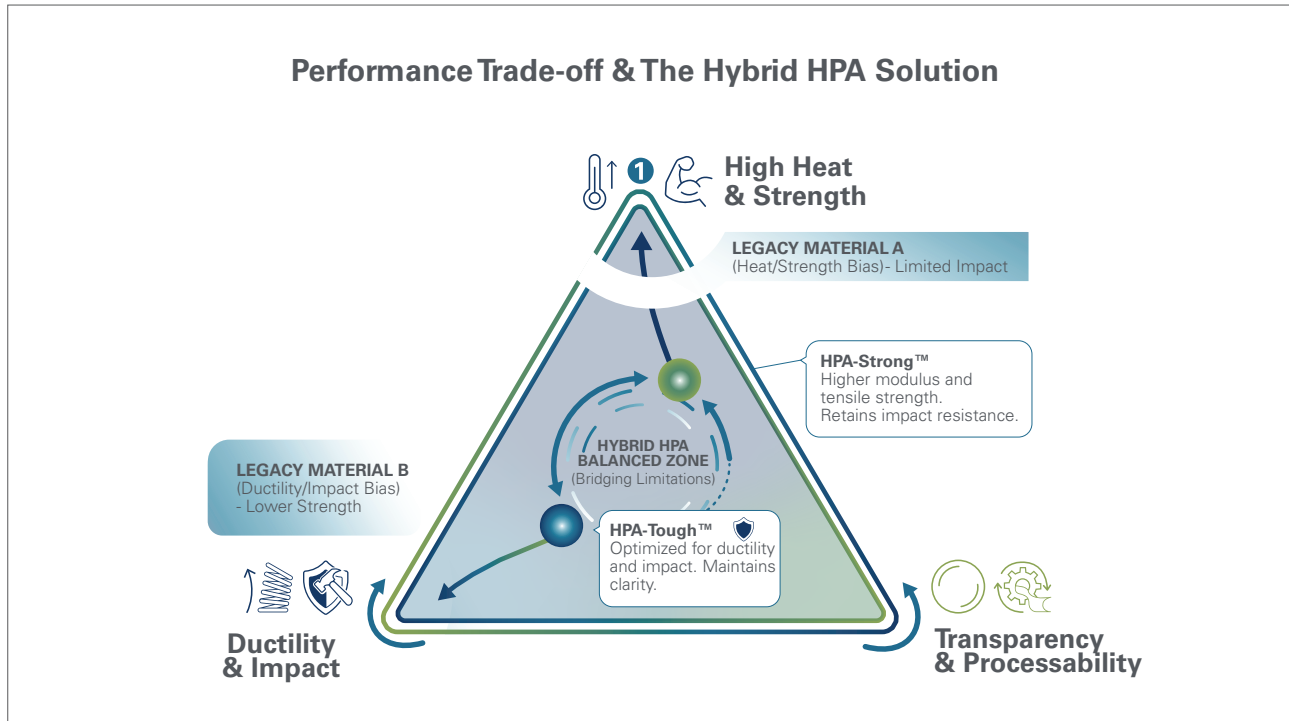 Performance Trade-off & The Hybrid HPA Solution
1
High Heat
& Strength
LEGACY MATERIAL A
(Heat/Strength Bias)- Limited Impact
HPA-Strong™
Higher modulus and
tensile strength.
Retains impact resistance.
HYBRID HPA
BALANCED ZONE
(Bridging Limitations)
LEGACY MATERIAL B
(Ductility/Impact Bias)
- Lower Strength
HPA-Tough™
Optimized for ductility
and impact. Maintains
clarity.
Ductility
& Impact
Transparency
& Processability